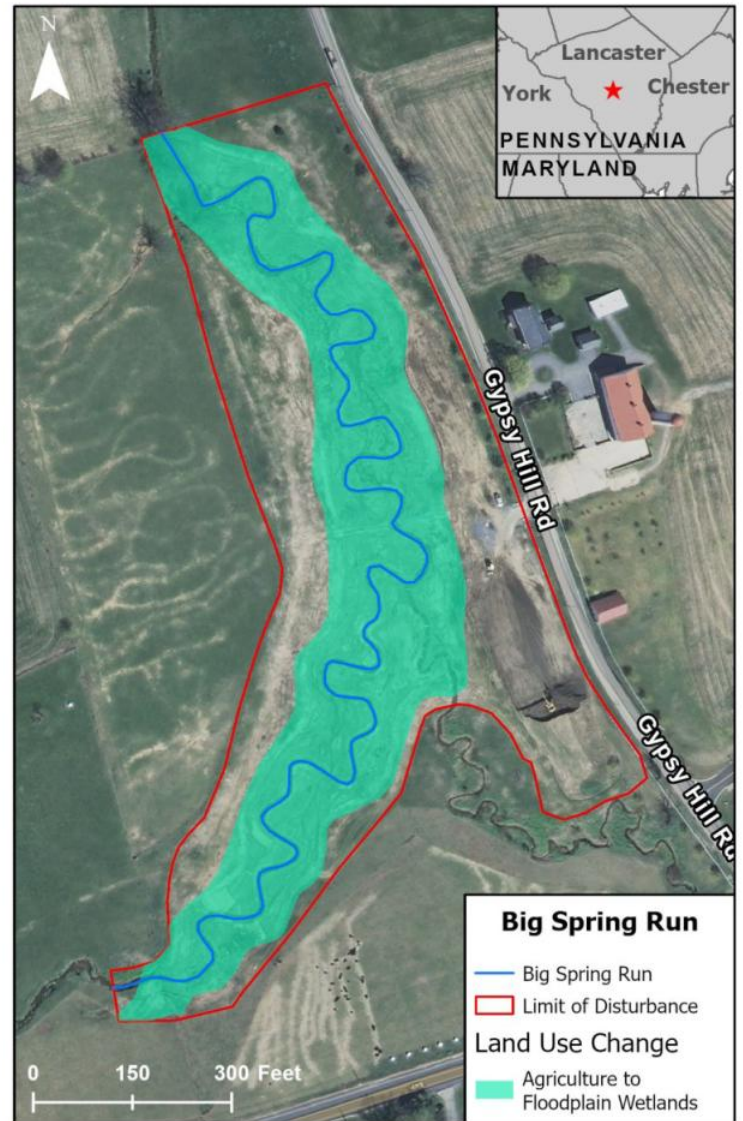 N
Lancaster
York
Chester
PENNSYLVANIA
MARYLAND
Gypsy Hill Rd
Gypsy Hill Rd
Big Spring Run
Big Spring Run
Limit of Disturbance
Land Use Change
Agriculture to
Floodplain Wetlands
0 150 300 Feet